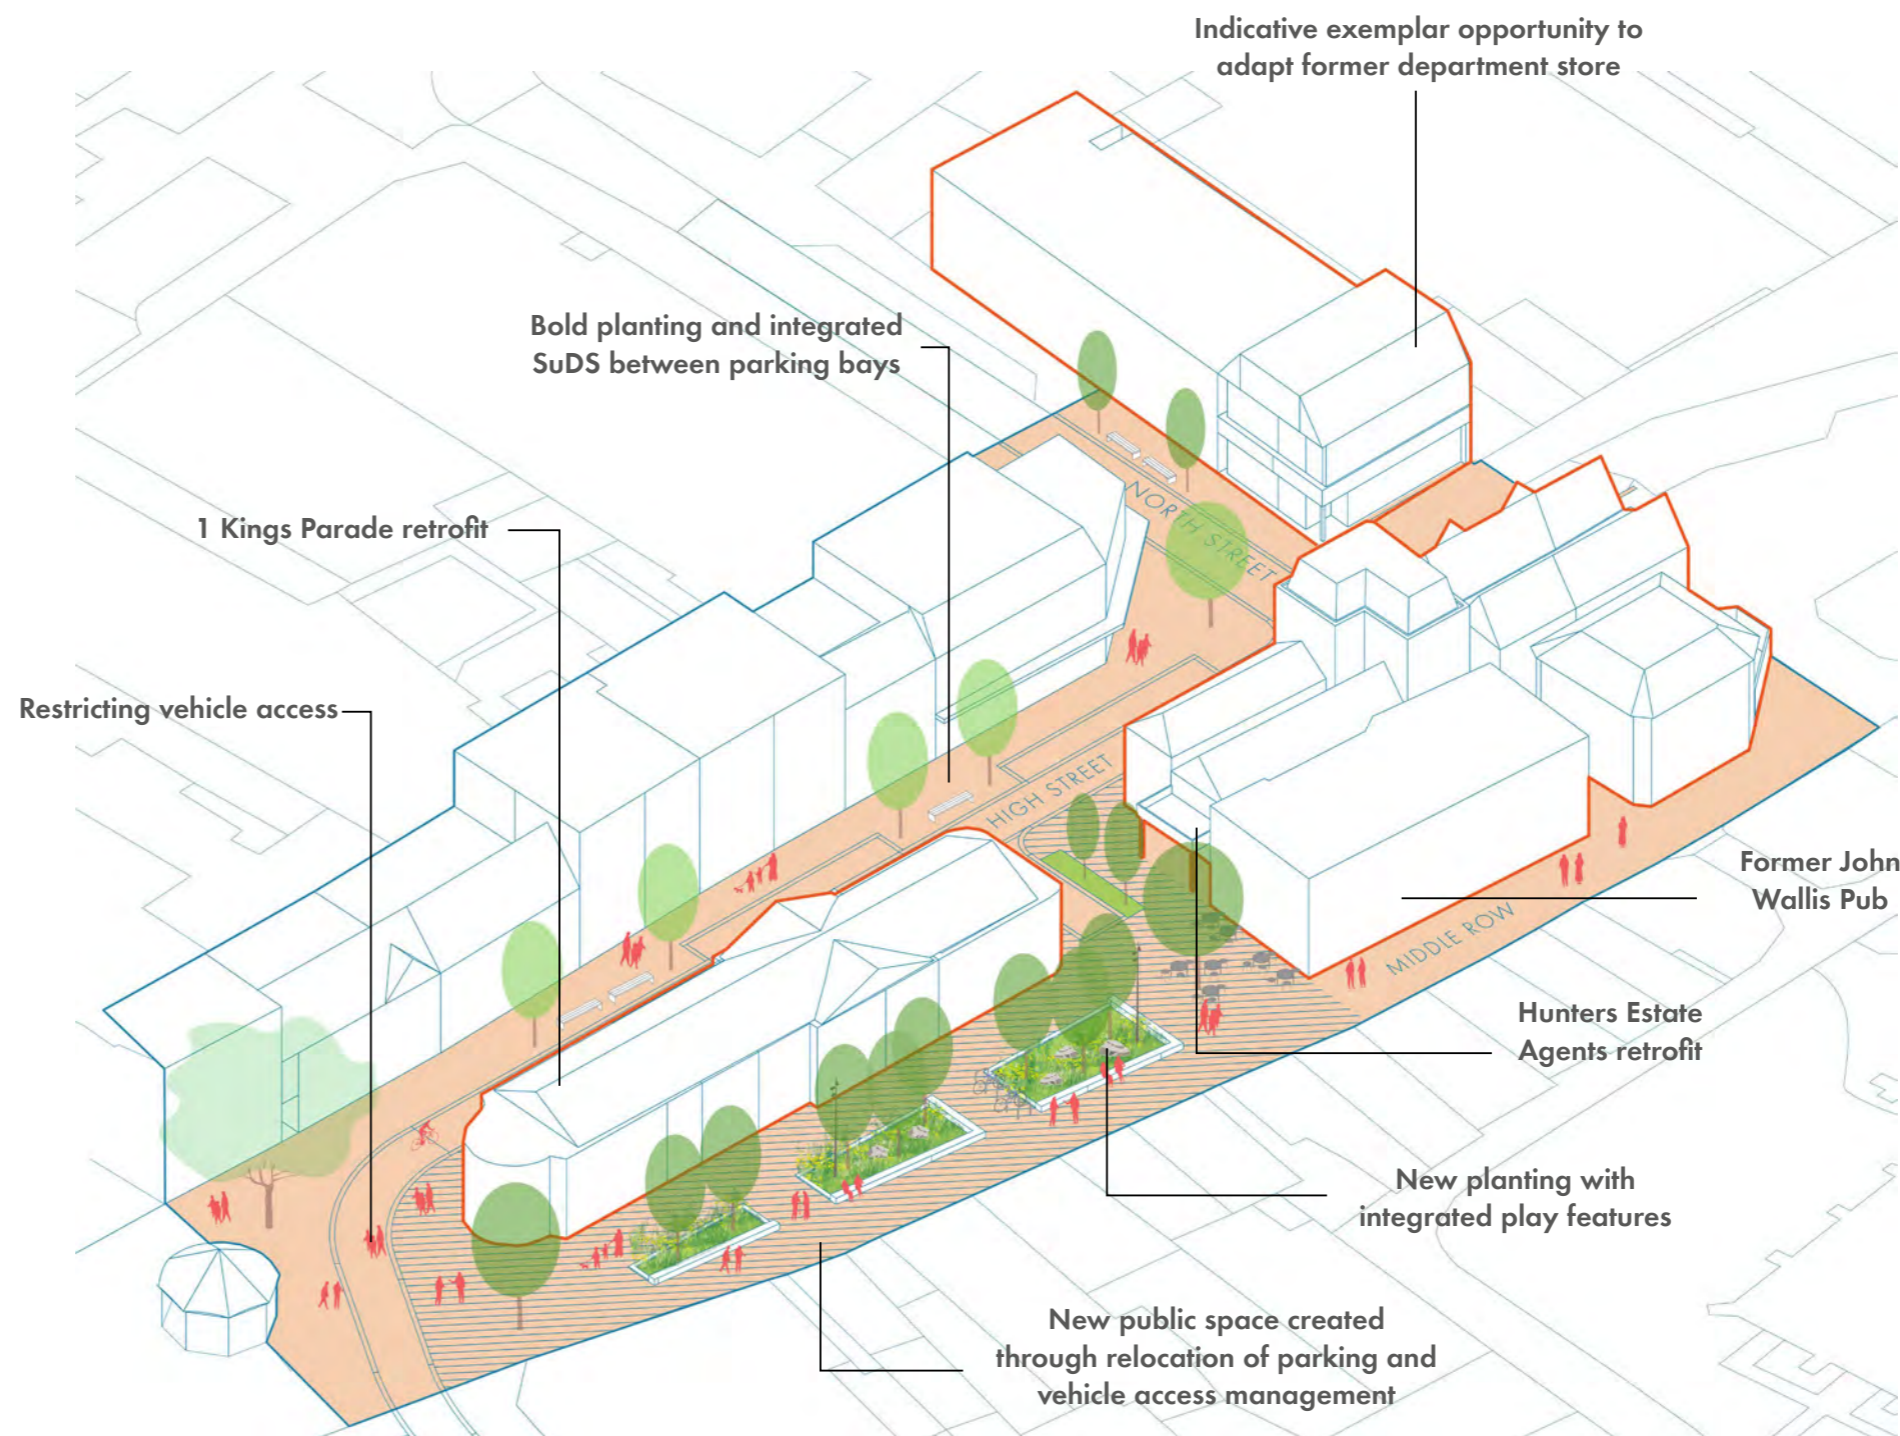 Indicative exemplar opportunity to
adapt former department store
Bold planting and integrated
SuDS between parking bays
NORTH STREET
1 Kings Parade retrofit
Restricting vehicle access
HIGH STREET
Former John
Wallis Pub
MIDDLE ROW
Hunters Estate
Agents retrofit
New planting with
integrated play features
New public space created
through relocation of parking and
vehicle access management